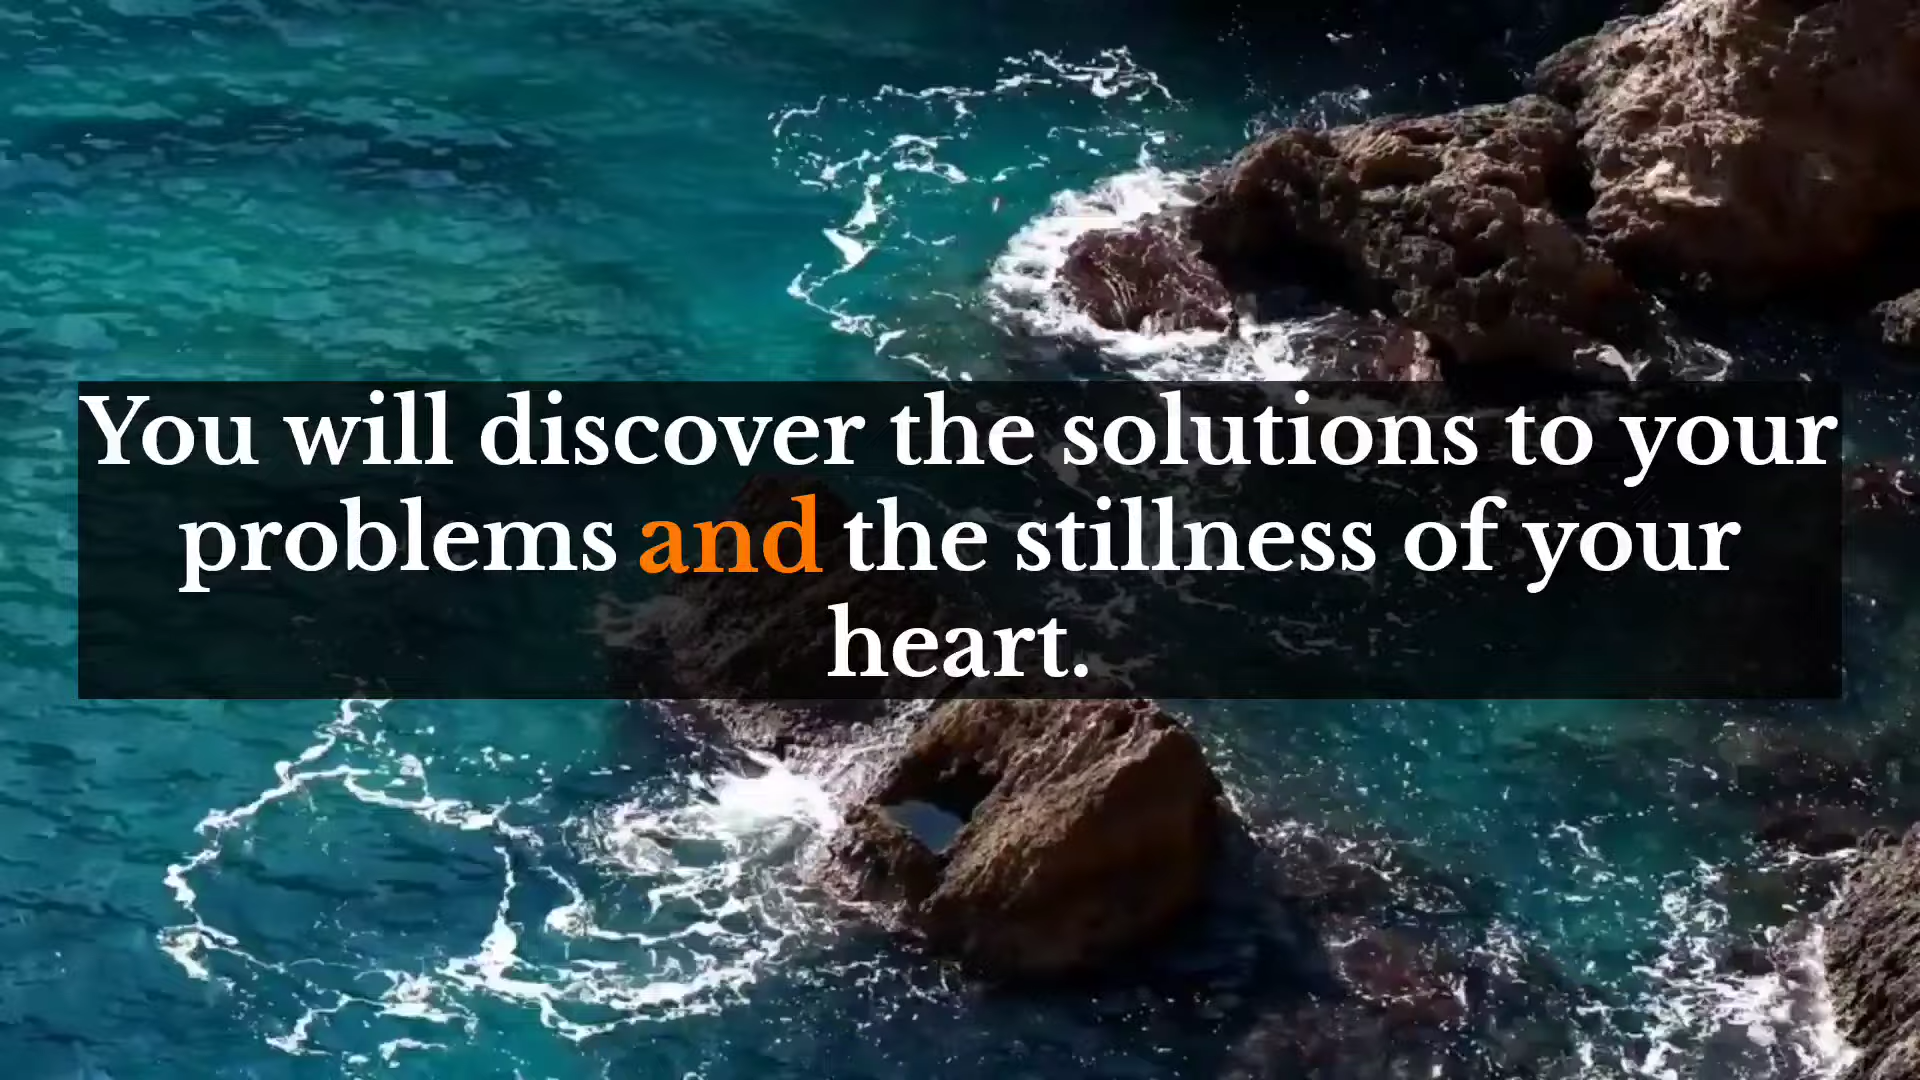 You will discover the solutions to your
problems and the stillness of your
heart.